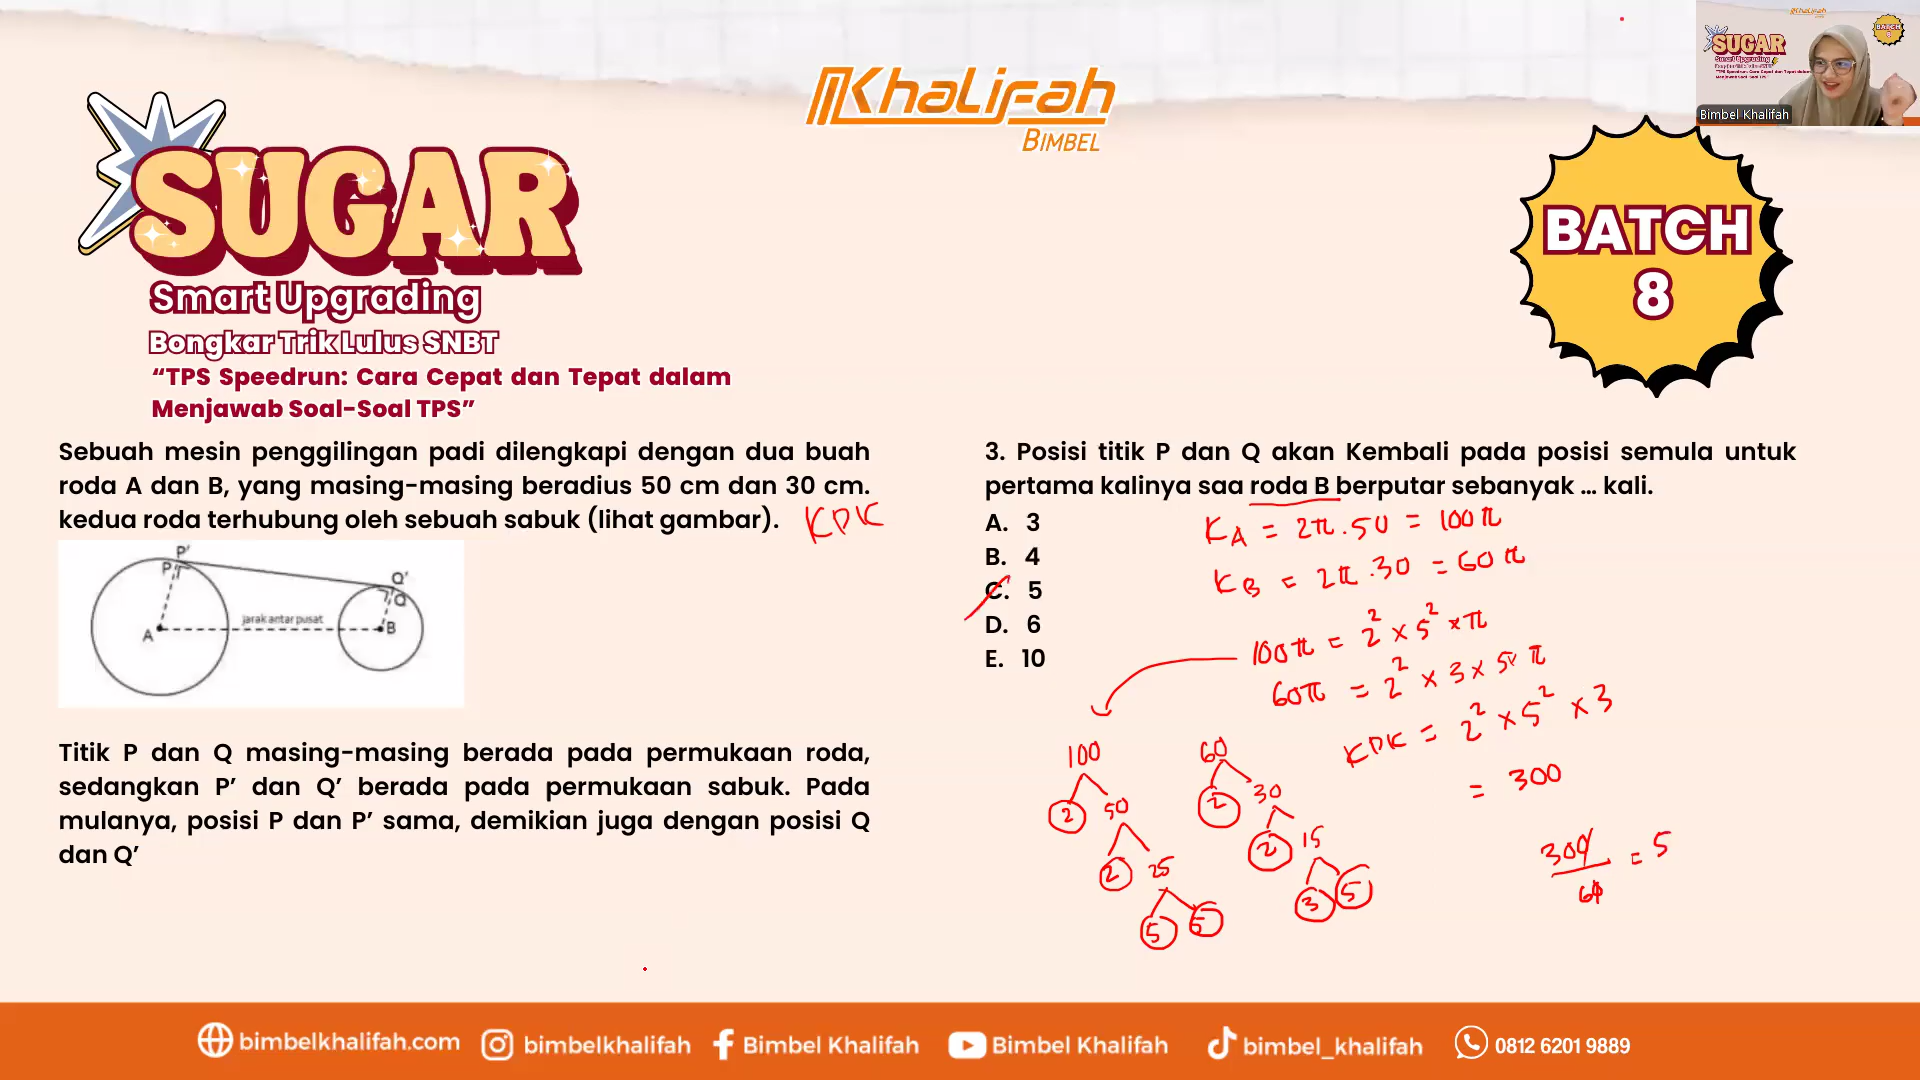 Khalifah
BIMBEL
SUGAR
Smart Upgrading
Bongkar Trik Lulus SNBT
“TPS Speedrun: Cara Cepat dan Tepat dalam
Menjawab Soal-Soal TPS”
BATCH
8
Bimbel Khalifah
Sebuah mesin penggilingan padi dilengkapi dengan dua buah
roda A dan B, yang masing-masing beradius 50 cm dan 30 cm.
kedua roda terhubung oleh sebuah sabuk (lihat gambar).
KPK
P'
P
Q'
Q
jarak antar pusat
A
B
Titik P dan Q masing-masing berada pada permukaan roda,
sedangkan P’ dan Q’ berada pada permukaan sabuk. Pada
mulanya, posisi P dan P’ sama, demikian juga dengan posisi Q
dan Q’
3. Posisi titik P dan Q akan Kembali pada posisi semula untuk
pertama kalinya saa roda B berputar sebanyak ... kali.
A. 3
B. 4
C. 5
D. 6
E. 10
K_A = 2π.50 = 100π
K_B = 2π.30 = 60π
100π = 2² × 5² × π
60π = 2² × 3 × 5 × π
KPK = 2² × 5² × 3
= 300
300/60 = 5
100
2 50
2 25
5 5
60
2 30
2 15
3 5
bimbelkhalifah.com bimbelkhalifah Bimbel Khalifah Bimbel Khalifah bimbel_khalifah 0812 6201 9889